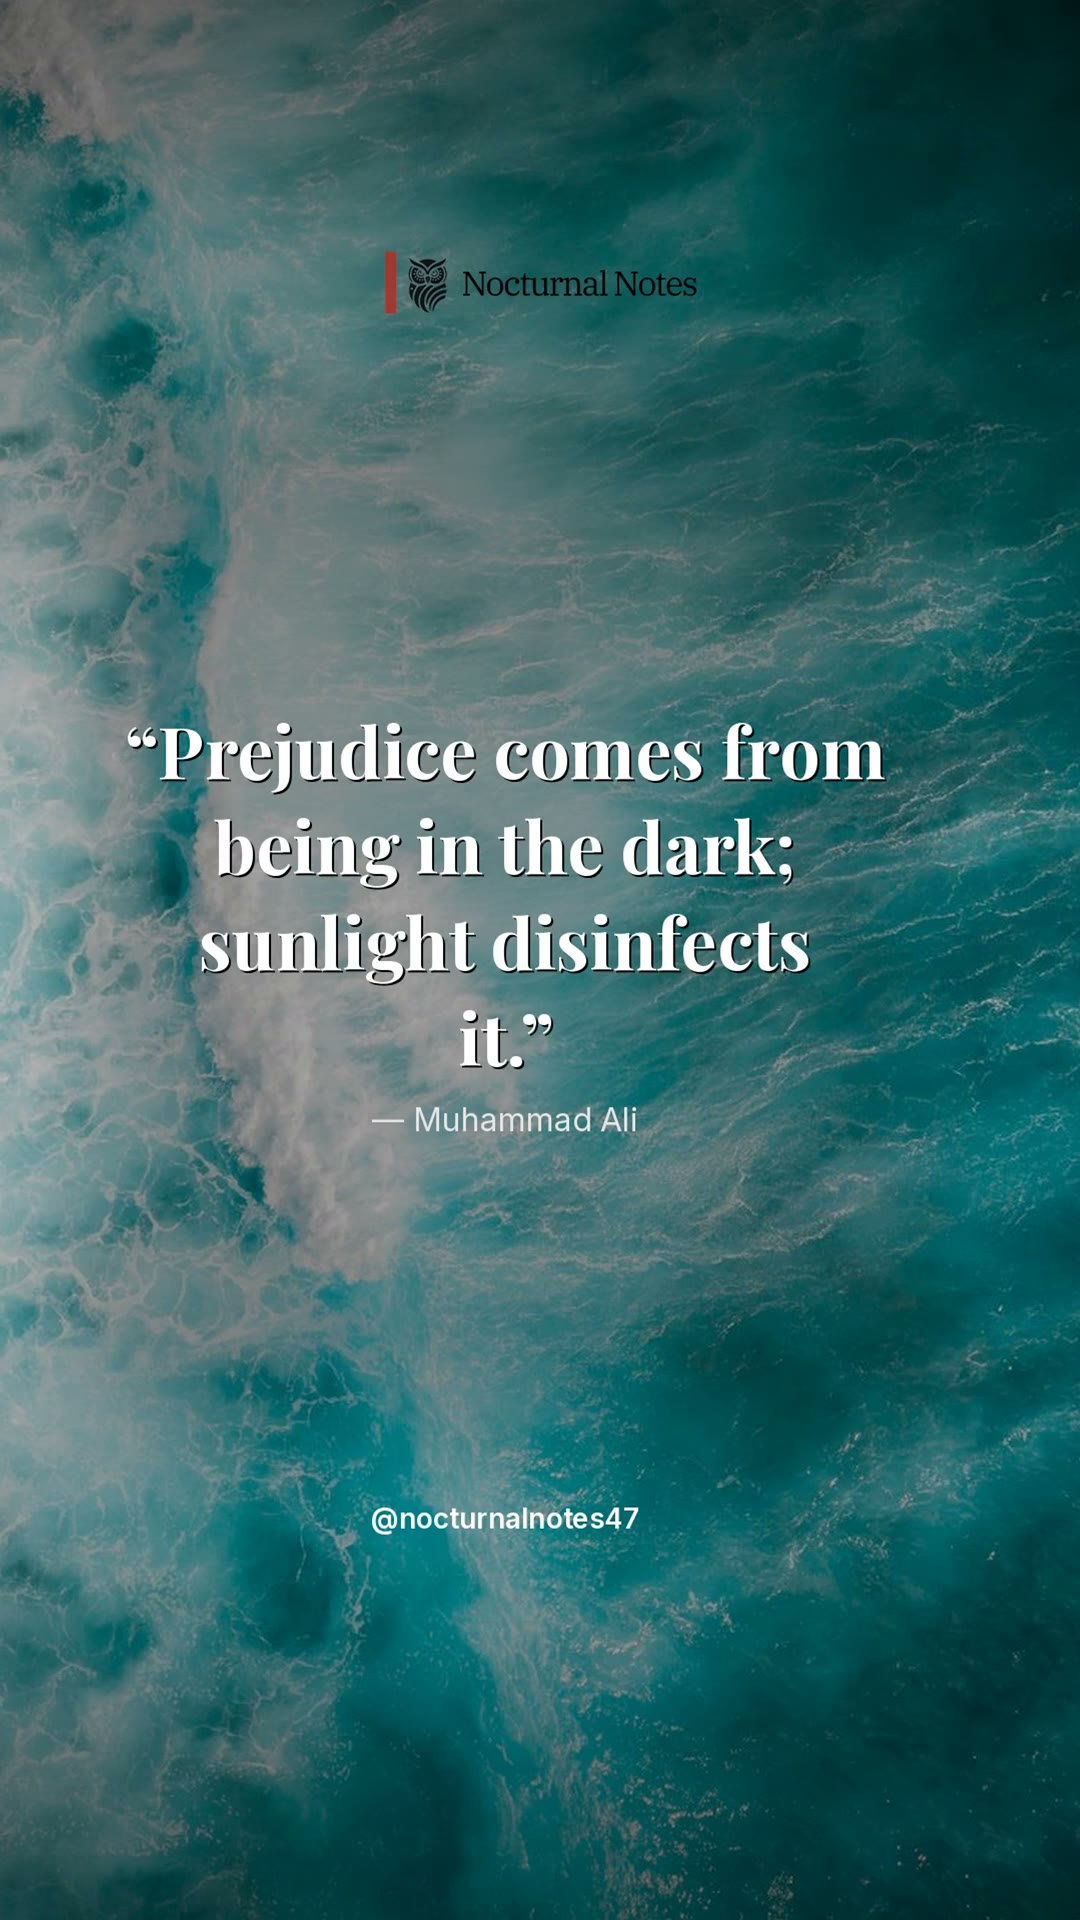 Nocturnal Notes
“Prejudice comes from
being in the dark;
sunlight disinfects
it.”
— Muhammad Ali
@nocturnalnotes47